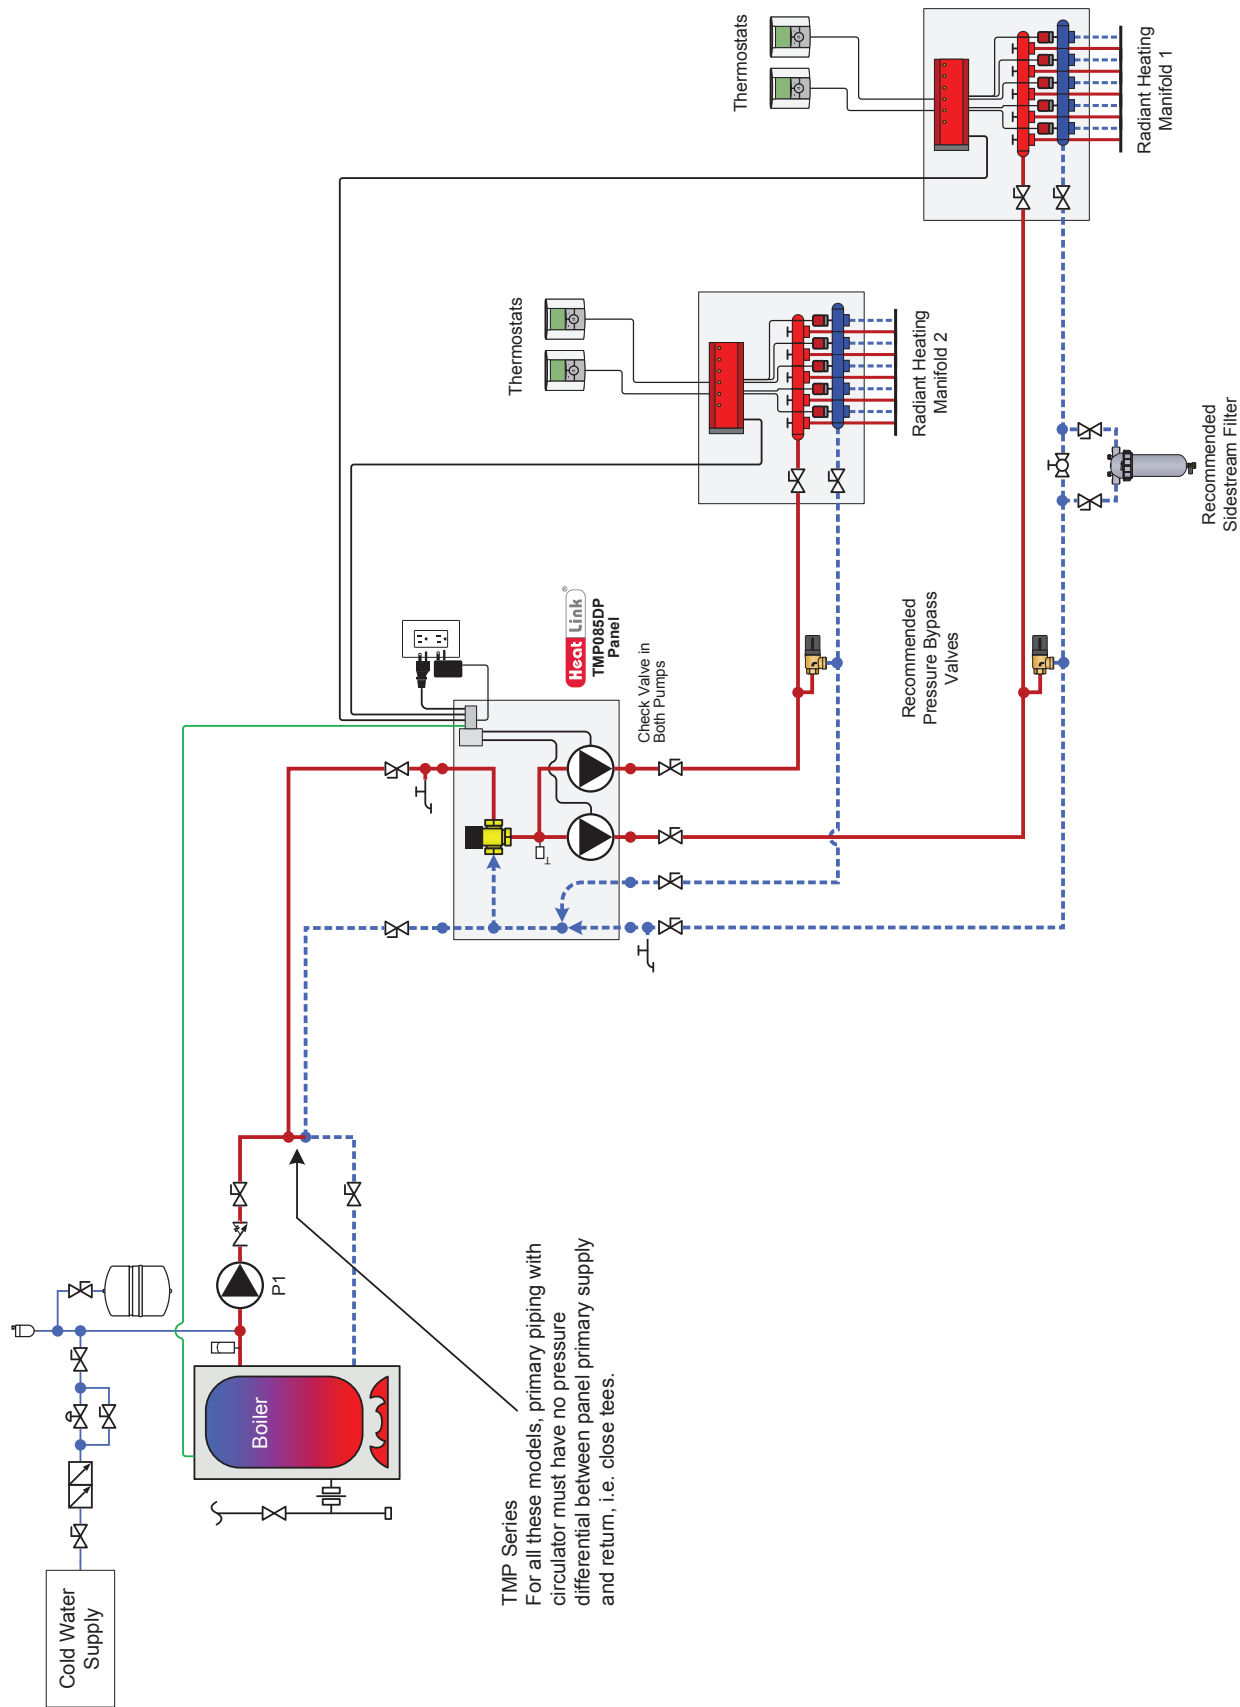 Cold Water
Supply
Boiler
P1
TMP Series
For all these models, primary piping with
circulator must have no pressure
differential between panel primary supply
and return, i.e. close tees.
Heat Link®
TMP085DP
Panel
Check Valve in
Both Pumps
Thermostats
Radiant Heating
Manifold 2
Thermostats
Radiant Heating
Manifold 1
Recommended
Pressure Bypass
Valves
Recommended
Sidestream Filter